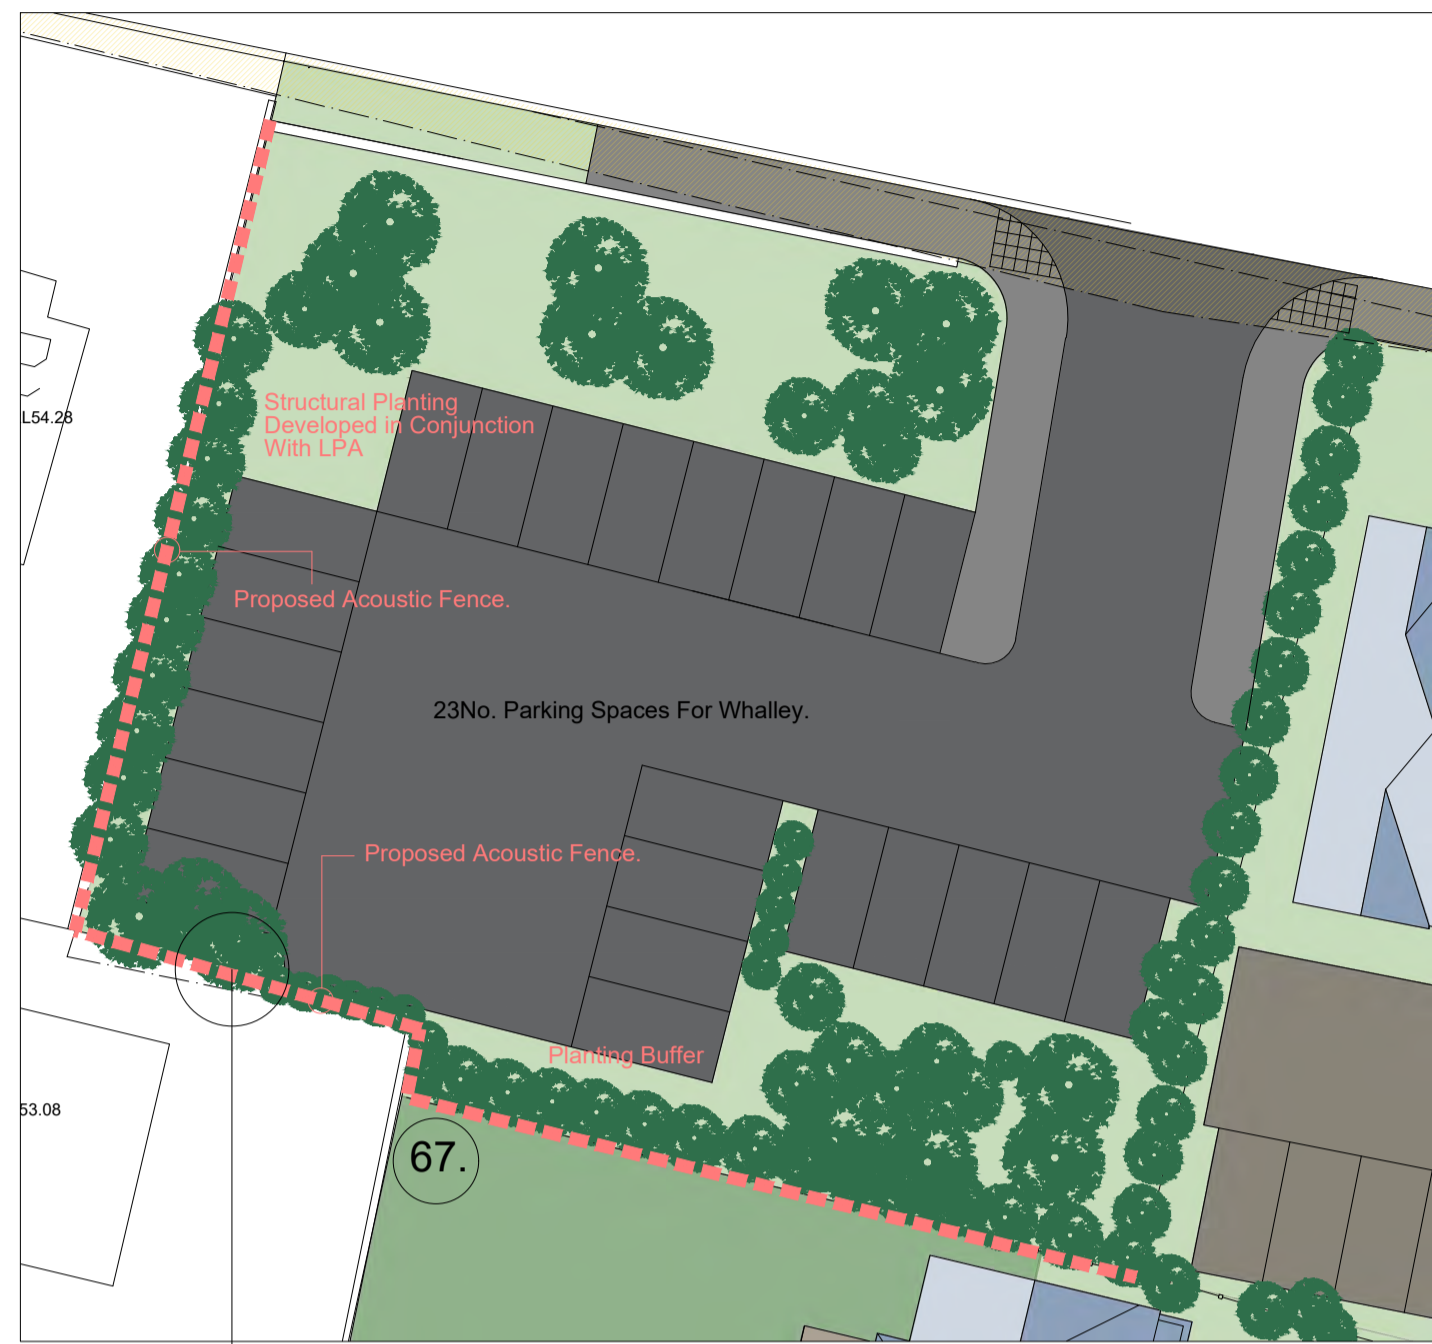 L54.28
Structural Planting
Developed in Conjunction
With LPA
Proposed Acoustic Fence.
23No. Parking Spaces For Whalley.
Proposed Acoustic Fence.
Planting Buffer
53.08
67.